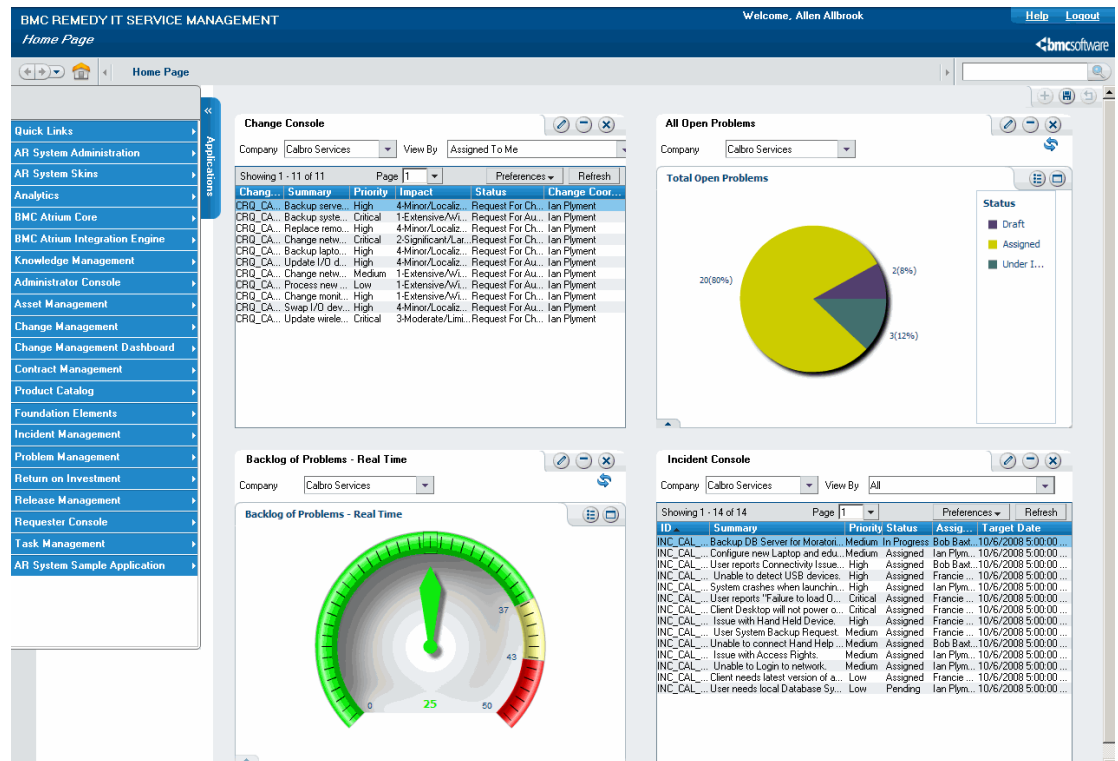 BMC REMEDY IT SERVICE MANAGEMENT
Welcome, Allen Allbrook
Help Logout
Home Page
bmcsoftware
Home Page
Applications
Quick Links
AR System Administration
AR System Skins
Analytics
BMC Atrium Core
BMC Atrium Integration Engine
Knowledge Management
Administrator Console
Asset Management
Change Management
Change Management Dashboard
Contract Management
Product Catalog
Foundation Elements
Incident Management
Problem Management
Return on Investment
Release Management
Requester Console
Task Management
AR System Sample Application
Change Console
Company Calbro Services View By Assigned To Me
Showing 1 - 11 of 11 Page 1 Preferences Refresh
Chang... Summary Priority Impact Status Change Coor...
CRQ_CA... Backup serve... High 4-Minor/Localiz... Request For Ch... Ian Plyment
CRQ_CA... Backup syste... Critical 1-Extensive/Wi... Request For Au... Ian Plyment
CRQ_CA... Replace remo... High 4-Minor/Localiz... Request For Ch... Ian Plyment
CRQ_CA... Change netw... Critical 2-Significant/Lar... Request For Ch... Ian Plyment
CRQ_CA... Backup lapto... High 4-Minor/Localiz... Request For Ch... Ian Plyment
CRQ_CA... Update I/O d... High 4-Minor/Localiz... Request For Au... Ian Plyment
CRQ_CA... Change netw... Medium 1-Extensive/Wi... Request For Au... Ian Plyment
CRQ_CA... Process new ... Low 1-Extensive/Wi... Request For Au... Ian Plyment
CRQ_CA... Change monit... High 1-Extensive/Wi... Request For Ch... Ian Plyment
CRQ_CA... Swap I/O dev... High 4-Minor/Localiz... Request For Au... Ian Plyment
CRQ_CA... Update wirele... Critical 3-Moderate/Limi... Request For Ch... Ian Plyment
All Open Problems
Company Calbro Services
Total Open Problems
Status
Draft
Assigned
Under I...
2(8%)
20(80%)
3(12%)
Backlog of Problems - Real Time
Company Calbro Services
Backlog of Problems - Real Time
37
43
0 25 50
Incident Console
Company Calbro Services View By All
Showing 1 - 14 of 14 Page 1 Preferences Refresh
ID Summary Priority Status Assig... Target Date
INC_CAL_... Backup DB Server for Moratori... Medium In Progress Bob Baxt... 10/6/2008 5:00:00 ...
INC_CAL_... Configure new Laptop and edu... Medium Assigned Ian Plym... 10/6/2008 5:00:00 ...
INC_CAL_... User reports Connectivity Issue... High Assigned Bob Baxt... 10/6/2008 5:00:00 ...
INC_CAL_... Unable to detect USB devices. High Assigned Francie ... 10/6/2008 5:00:00 ...
INC_CAL_... System crashes when launchin... High Assigned Ian Plym... 10/6/2008 5:00:00 ...
INC_CAL_... User reports "Failure to load O... Critical Assigned Francie ... 10/6/2008 5:00:00 ...
INC_CAL_... Client Desktop will not power o... Critical Assigned Francie ... 10/6/2008 5:00:00 ...
INC_CAL_... Issue with Hand Held Device. High Assigned Francie ... 10/6/2008 5:00:00 ...
INC_CAL_... User System Backup Request. Medium Assigned Francie ... 10/6/2008 5:00:00 ...
INC_CAL_... Unable to connect Hand Help ... Medium Assigned Bob Baxt... 10/6/2008 5:00:00 ...
INC_CAL_... Issue with Access Rights. Medium Assigned Ian Plym... 10/6/2008 5:00:00 ...
INC_CAL_... Unable to Login to network. Medium Assigned Ian Plym... 10/6/2008 5:00:00 ...
INC_CAL_... Client needs latest version of a... Low Assigned Francie ... 10/6/2008 5:00:00 ...
INC_CAL_... User needs local Database Sy... Low Pending Ian Plym... 10/6/2008 5:00:00 ...